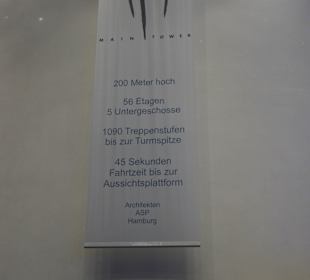 MAIN TOWER
200 Meter hoch
56 Etagen
5 Untergeschosse
1090 Treppenstufen
bis zur Turmspitze
45 Sekunden
Fahrtzeit bis zur
Aussichtsplattform
Architekten
ASP
Hamburg